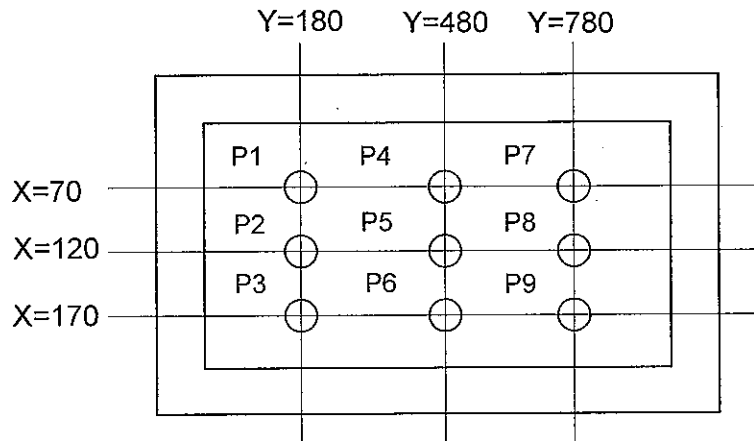 Y=180 Y=480 Y=780
P1 P4 P7
X=70
P2 P5 P8
X=120
P3 P6 P9
X=170